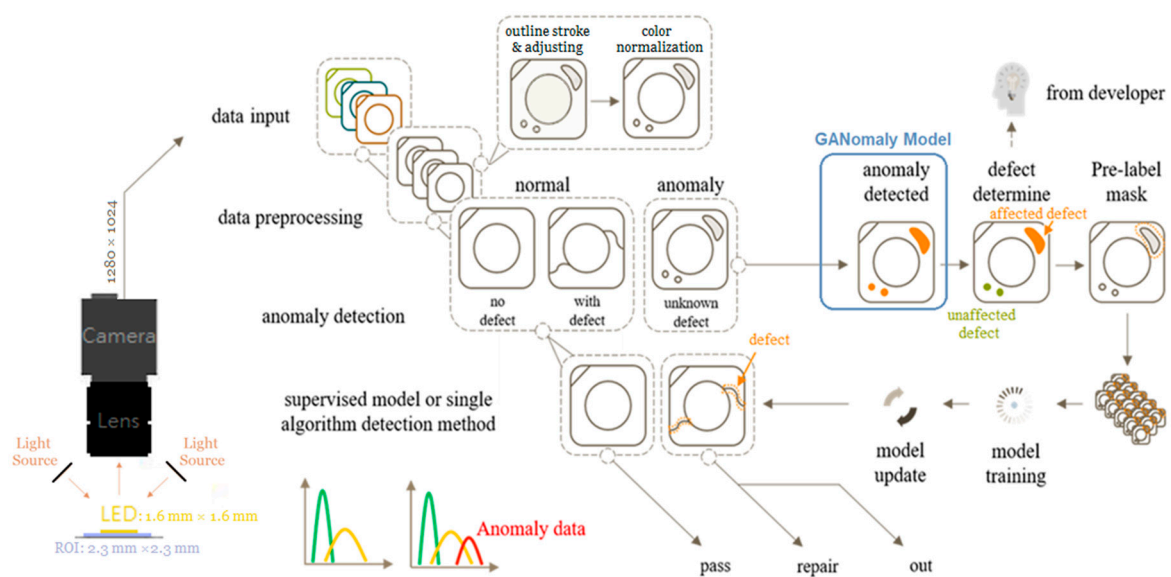 outline stroke
& adjusting
color
normalization
data input
from developer
GANomaly Model
anomaly
detected
defect
determine
Pre-label
mask
affected defect
normal
anomaly
data preprocessing
1280 × 1024
no
defect
with
defect
unknown
defect
unaffected
defect
anomaly detection
Camera
defect
supervised model or single
algorithm detection method
Lens
Light
Source
Light
Source
model
update
model
training
LED: 1.6 mm × 1.6 mm
ROI: 2.3 mm ×2.3 mm
Anomaly data
pass
repair
out